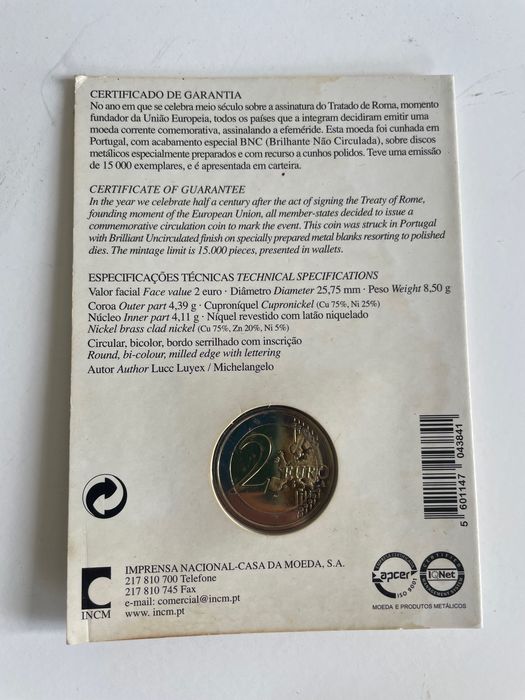 CERTIFICADO DE GARANTIA
No ano em que se celebra meio século sobre a assinatura do Tratado de Roma, momento
fundador da União Europeia, todos os países que a integram decidiram emitir uma
moeda corrente comemorativa, assinalando a efeméride. Esta moeda foi cunhada em
Portugal, com acabamento especial BNC (Brilhante Não Circulada), sobre discos
metálicos especialmente preparados e com recurso a cunhos polidos. Teve uma emissão
de 15 000 exemplares, e é apresentada em carteira.
CERTIFICATE OF GUARANTEE
In the year we celebrate half a century after the act of signing the Treaty of Rome,
founding moment of the European Union, all member-states decided to issue a
commemorative circulation coin to mark the event. This coin was struck in Portugal
with Brilliant Uncirculated finish on specially prepared metal blanks resorting to polished
dies. The mintage limit is 15.000 pieces, presented in wallets.
ESPECIFICAÇÕES TÉCNICAS TECHNICAL SPECIFICATIONS
Valor facial Face value 2 euro · Diâmetro Diameter 25,75 mm · Peso Weight 8,50 g
Coroa Outer part 4,39 g · Cuproníquel Cupronickel (Cu 75%, Ni 25%)
Núcleo Inner part 4,11 g · Níquel revestido com latão niquelado
Nickel brass clad nickel (Cu 75%, Zn 20%, Ni 5%)
Circular, bicolor, bordo serrilhado com inscrição
Round, bi-colour, milled edge with lettering
Autor Author Lucc Luyex / Michelangelo
2 EURO
5 601147 043841
IMPRENSA NACIONAL-CASA DA MOEDA, S.A.
217 810 700 Telefone
217 810 745 Fax
e-mail: comercial@incm.pt
www. incm.pt
INCM
apcer
ISO 9001
IQNet
MOEDA E PRODUTOS METÁLICOS